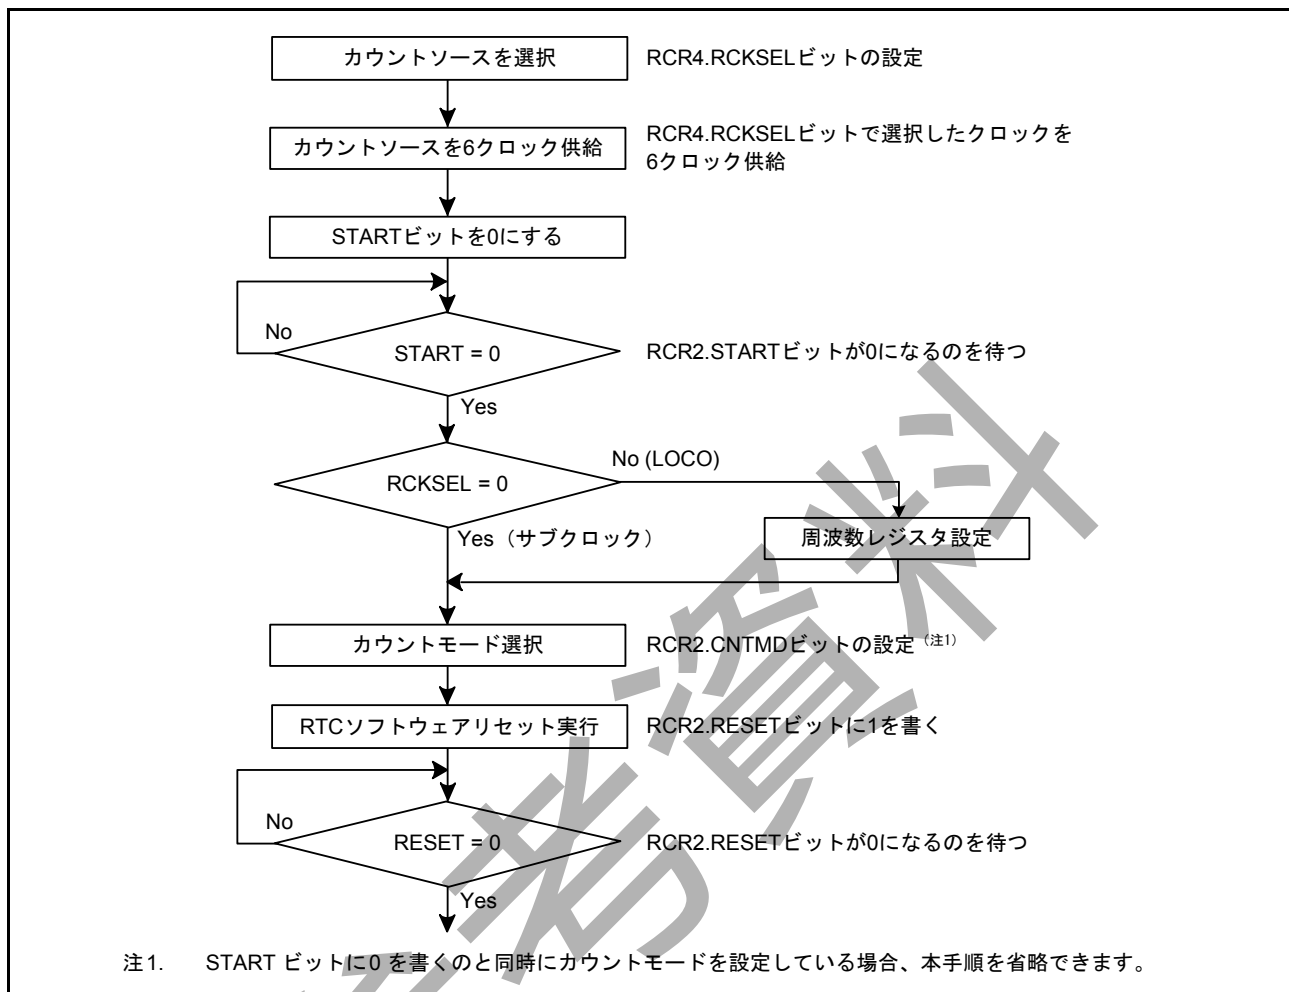 カウントソースを選択
RCR4.RCKSELビットの設定
カウントソースを6クロック供給
RCR4.RCKSELビットで選択したクロックを
6クロック供給
STARTビットを0にする
No
START = 0
RCR2.STARTビットが0になるのを待つ
Yes
RCKSEL = 0
No (LOCO)
Yes（サブクロック）
周波数レジスタ設定
カウントモード選択
RCR2.CNTMDビットの設定（注1）
RTCソフトウェアリセット実行
RCR2.RESETビットに1を書く
No
RESET = 0
RCR2.RESETビットが0になるのを待つ
Yes
注1. START ビットに0 を書くのと同時にカウントモードを設定している場合、本手順を省略できます。
考資料